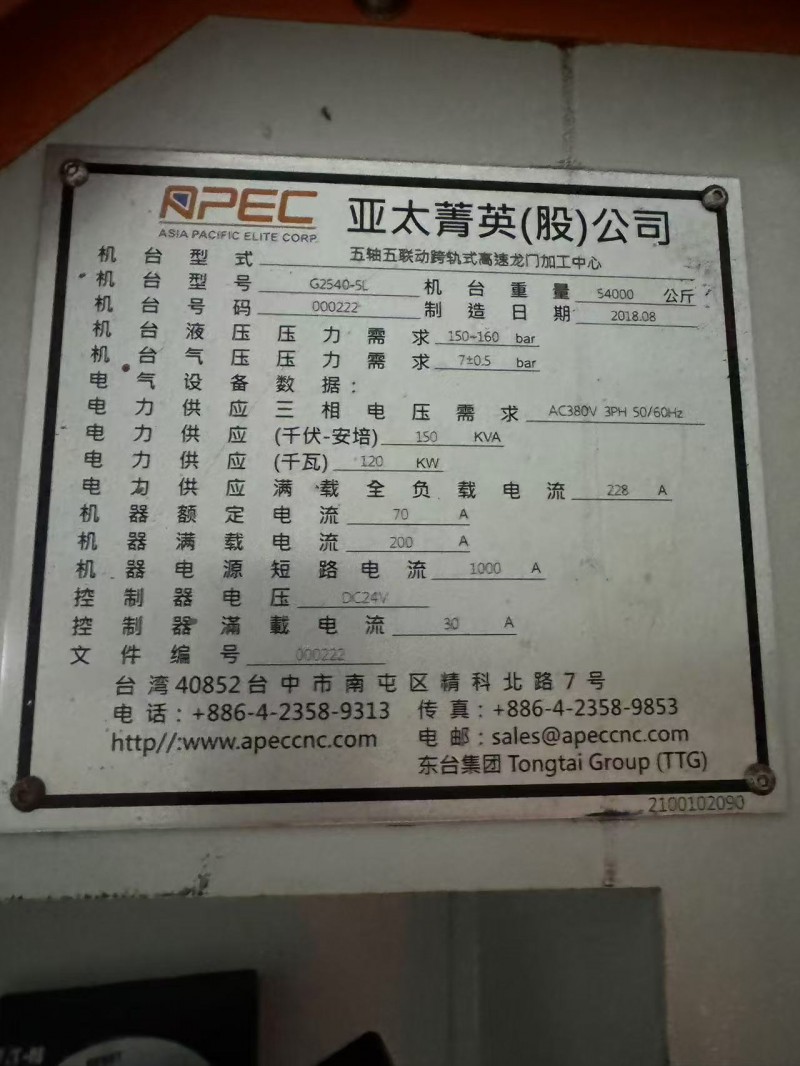 APEC 亚太菁英(股)公司
ASIA PACIFIC ELITE CORP.
机台型式 五轴五联动跨轨式高速龙门加工中心
机台型号 G2540-5L 机台重量 54000 公斤
机台号码 000222 制造日期 2018.08
机台液压压力需求 150~160 bar
机台气压压力需求 7±0.5 bar
电气设备数据:
电力供应三相电压需求 AC380V 3PH 50/60Hz
电力供应(千伏-安培) 150 KVA
电力供应(千瓦) 120 KW
电力供应满载全负载电流 228 A
机器额定电流 70 A
机器满载电流 200 A
机器电源短路电流 1000 A
控制器电压 DC24V
控制器滿載电流 30 A
文件编号 000222
台湾40852台中市南屯区精科北路7号
电话:+886-4-2358-9313 传真:+886-4-2358-9853
http//:www.apeccnc.com 电邮:sales@apeccnc.com
东台集团 Tongtai Group (TTG)
2100102090